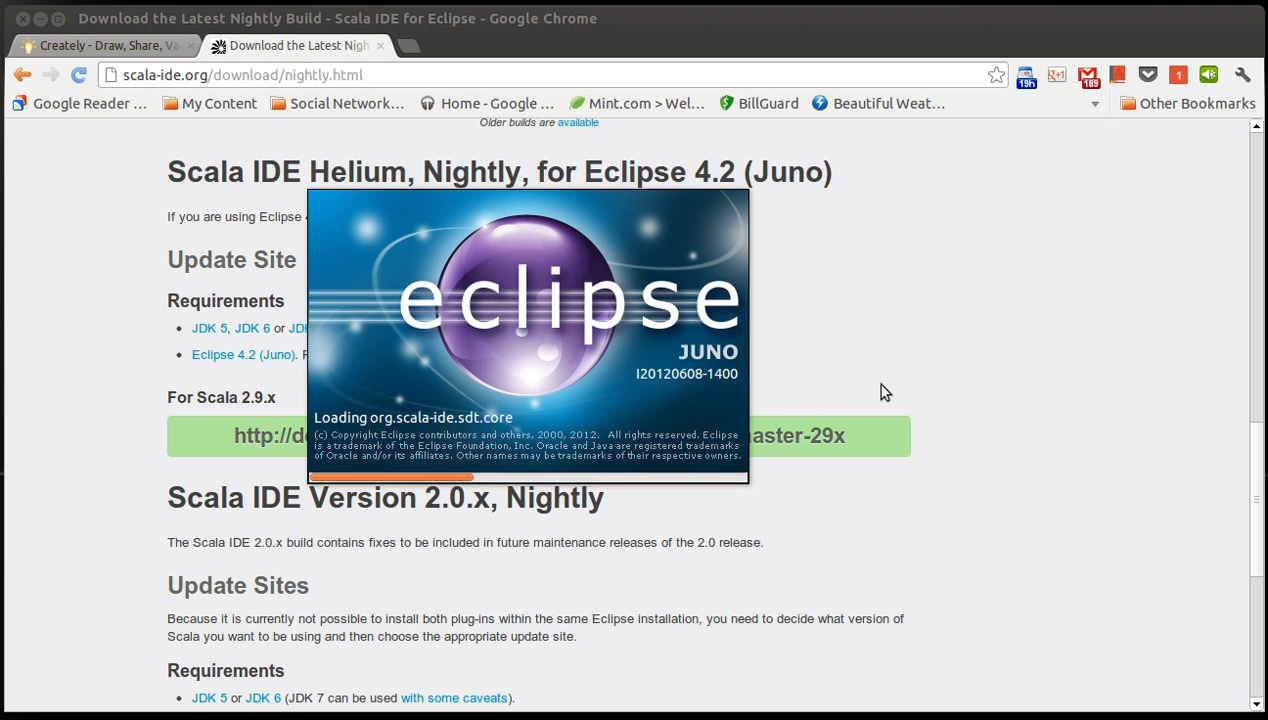 Download the Latest Nightly Build - Scala IDE for Eclipse - Google Chrome
Creately - Draw, Share, Va
Download the Latest Nigh
scala-ide.org/download/nightly.html
19h
g+1
189
1
Google Reader ...
My Content
Social Network...
Home - Google ...
Mint.com > Wel...
BillGuard
Beautiful Weat...
Other Bookmarks
Older builds are available
Scala IDE Helium, Nightly, for Eclipse 4.2 (Juno)
If you are using Eclipse
Update Site
Requirements
JDK 5, JDK 6 or
Eclipse 4.2 (Juno).
For Scala 2.9.x
http://d
aster-29x
eclipse
JUNO
I20120608-1400
Loading org.scala-ide.sdt.core
(c) Copyright Eclipse contributors and others, 2000, 2012. All rights reserved. Eclipse
is a trademark of the Eclipse Foundation, Inc. Oracle and Java are registered trademarks
of Oracle and/or its affiliates. Other names may be trademarks of their respective owners.
Scala IDE Version 2.0.x, Nightly
The Scala IDE 2.0.x build contains fixes to be included in future maintenance releases of the 2.0 release.
Update Sites
Because it is currently not possible to install both plug-ins within the same Eclipse installation, you need to decide what version of
Scala you want to be using and then choose the appropriate update site.
Requirements
JDK 5 or JDK 6 (JDK 7 can be used with some caveats).